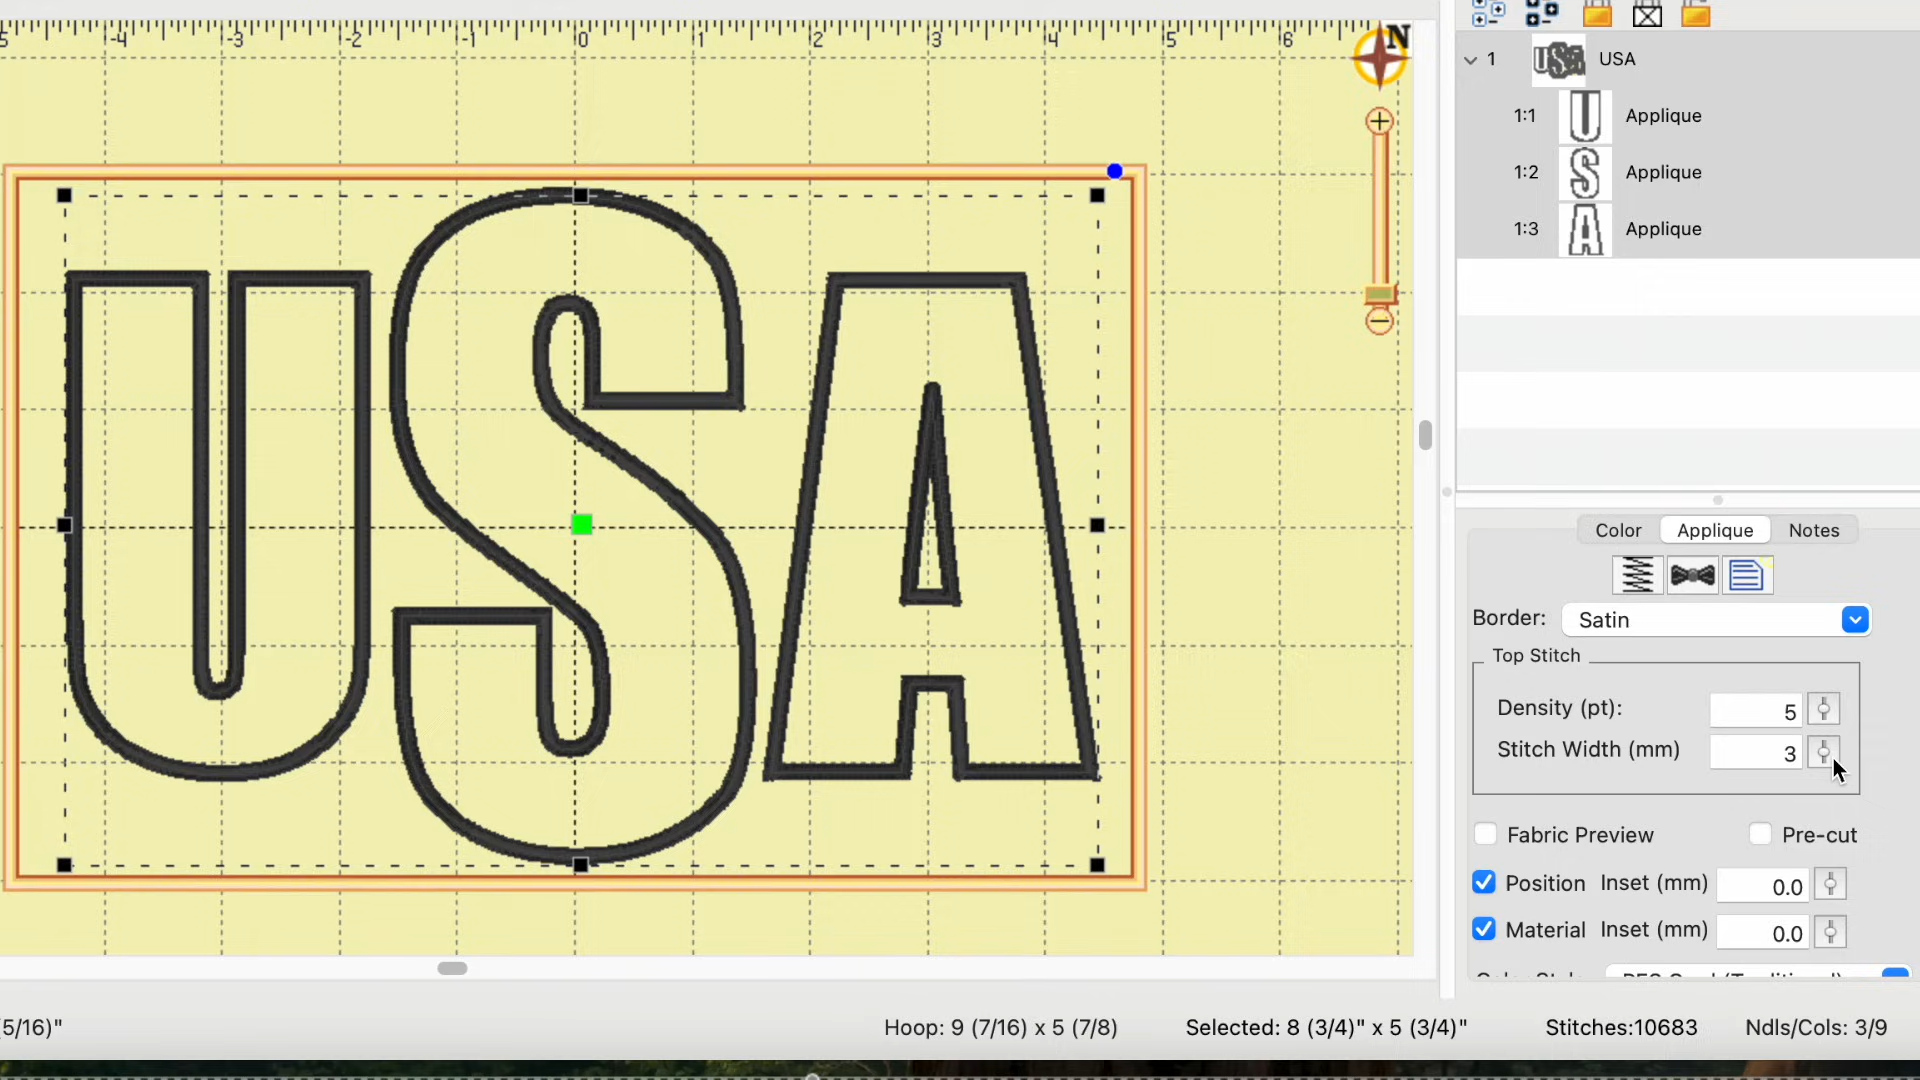 5 -4 -3 -2 -1 0 1 2 3 4 5 6
N
1 USA
1:1 Applique
1:2 Applique
1:3 Applique
USA
Color Applique Notes
Border: Satin
Top Stitch
Density (pt): 5
Stitch Width (mm) 3
Fabric Preview Pre-cut
Position Inset (mm) 0.0
Material Inset (mm) 0.0
5/16)" Hoop: 9 (7/16) x 5 (7/8) Selected: 8 (3/4)" x 5 (3/4)" Stitches:10683 Ndls/Cols: 3/9